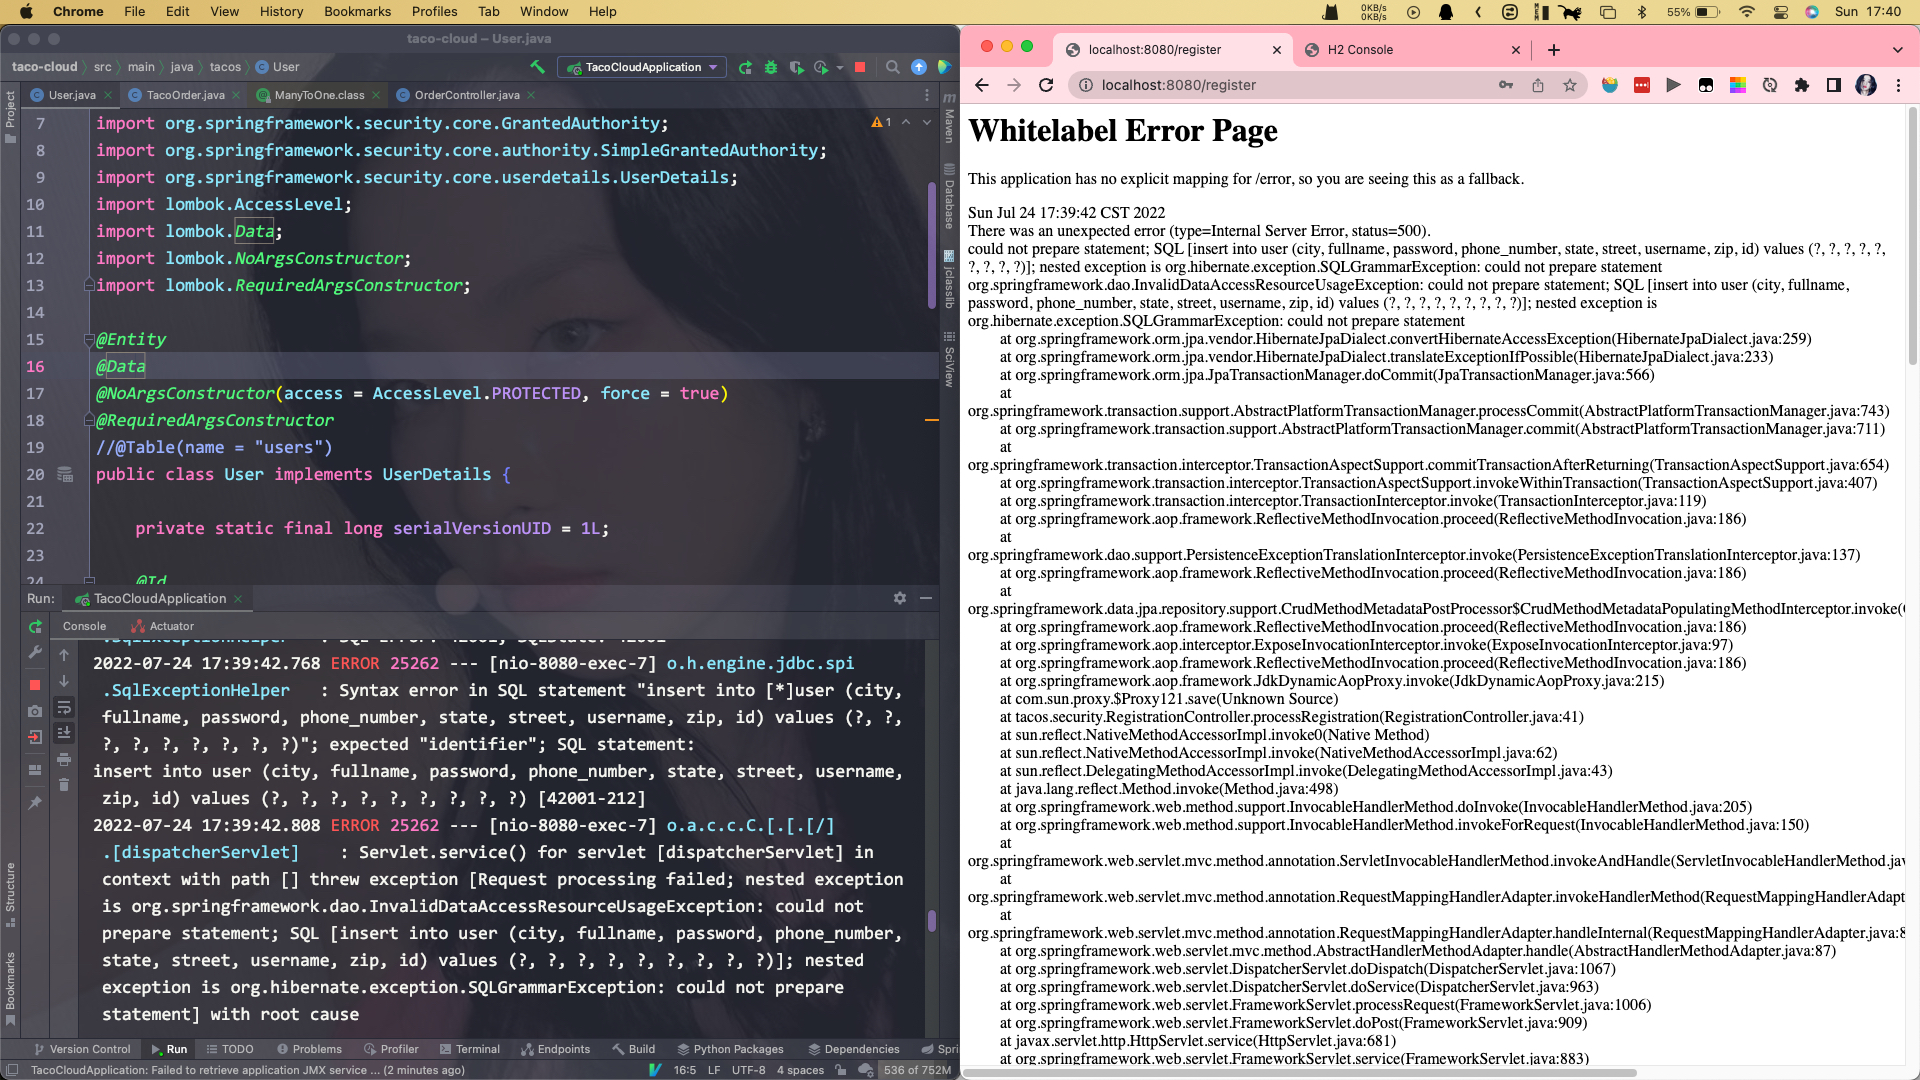 Chrome File Edit View History Bookmarks Profiles Tab Window Help
0KB/s
0KB/s
55%
Sun 17:40
taco-cloud – User.java
taco-cloud src main java tacos User
TacoCloudApplication
User.java TacoOrder.java ManyToOne.class OrderController.java
Project
Structure
Bookmarks
Maven
Database
jclasslib
SciView
1
7 import org.springframework.security.core.GrantedAuthority;
8 import org.springframework.security.core.authority.SimpleGrantedAuthority;
9 import org.springframework.security.core.userdetails.UserDetails;
10 import lombok.AccessLevel;
11 import lombok.Data;
12 import lombok.NoArgsConstructor;
13 import lombok.RequiredArgsConstructor;
14
15 @Entity
16 @Data
17 @NoArgsConstructor(access = AccessLevel.PROTECTED, force = true)
18 @RequiredArgsConstructor
19 //@Table(name = "users")
20 public class User implements UserDetails {
21
22 private static final long serialVersionUID = 1L;
23
24 @Id
Run: TacoCloudApplication
Console Actuator
.SqlExceptionHelper : SQL Error: 42001, SQLState: 42001
2022-07-24 17:39:42.768 ERROR 25262 --- [nio-8080-exec-7] o.h.engine.jdbc.spi
.SqlExceptionHelper : Syntax error in SQL statement "insert into [*]user (city,
fullname, password, phone_number, state, street, username, zip, id) values (?, ?,
?, ?, ?, ?, ?, ?, ?)"; expected "identifier"; SQL statement:
insert into user (city, fullname, password, phone_number, state, street, username,
zip, id) values (?, ?, ?, ?, ?, ?, ?, ?, ?) [42001-212]
2022-07-24 17:39:42.808 ERROR 25262 --- [nio-8080-exec-7] o.a.c.c.C.[.[.[/]
.[dispatcherServlet] : Servlet.service() for servlet [dispatcherServlet] in
context with path [] threw exception [Request processing failed; nested exception
is org.springframework.dao.InvalidDataAccessResourceUsageException: could not
prepare statement; SQL [insert into user (city, fullname, password, phone_number,
state, street, username, zip, id) values (?, ?, ?, ?, ?, ?, ?, ?, ?)]; nested
exception is org.hibernate.exception.SQLGrammarException: could not prepare
statement] with root cause
Version Control Run TODO Problems Profiler Terminal Endpoints Build Python Packages Dependencies Spri
TacoCloudApplication: Failed to retrieve application JMX service ... (2 minutes ago)
16:5 LF UTF-8 4 spaces 536 of 752M
localhost:8080/register
H2 Console
localhost:8080/register
Whitelabel Error Page
This application has no explicit mapping for /error, so you are seeing this as a fallback.
Sun Jul 24 17:39:42 CST 2022
There was an unexpected error (type=Internal Server Error, status=500).
could not prepare statement; SQL [insert into user (city, fullname, password, phone_number, state, street, username, zip, id) values (?, ?, ?, ?, ?,
?, ?, ?, ?)]; nested exception is org.hibernate.exception.SQLGrammarException: could not prepare statement
org.springframework.dao.InvalidDataAccessResourceUsageException: could not prepare statement; SQL [insert into user (city, fullname,
password, phone_number, state, street, username, zip, id) values (?, ?, ?, ?, ?, ?, ?, ?, ?)]; nested exception is
org.hibernate.exception.SQLGrammarException: could not prepare statement
at org.springframework.orm.jpa.vendor.HibernateJpaDialect.convertHibernateAccessException(HibernateJpaDialect.java:259)
at org.springframework.orm.jpa.vendor.HibernateJpaDialect.translateExceptionIfPossible(HibernateJpaDialect.java:233)
at org.springframework.orm.jpa.JpaTransactionManager.doCommit(JpaTransactionManager.java:566)
at
org.springframework.transaction.support.AbstractPlatformTransactionManager.processCommit(AbstractPlatformTransactionManager.java:743)
at org.springframework.transaction.support.AbstractPlatformTransactionManager.commit(AbstractPlatformTransactionManager.java:711)
at
org.springframework.transaction.interceptor.TransactionAspectSupport.commitTransactionAfterReturning(TransactionAspectSupport.java:654)
at org.springframework.transaction.interceptor.TransactionAspectSupport.invokeWithinTransaction(TransactionAspectSupport.java:407)
at org.springframework.transaction.interceptor.TransactionInterceptor.invoke(TransactionInterceptor.java:119)
at org.springframework.aop.framework.ReflectiveMethodInvocation.proceed(ReflectiveMethodInvocation.java:186)
at
org.springframework.dao.support.PersistenceExceptionTranslationInterceptor.invoke(PersistenceExceptionTranslationInterceptor.java:137)
at org.springframework.aop.framework.ReflectiveMethodInvocation.proceed(ReflectiveMethodInvocation.java:186)
at
org.springframework.data.jpa.repository.support.CrudMethodMetadataPostProcessor$CrudMethodMetadataPopulatingMethodInterceptor.invoke(
at org.springframework.aop.framework.ReflectiveMethodInvocation.proceed(ReflectiveMethodInvocation.java:186)
at org.springframework.aop.interceptor.ExposeInvocationInterceptor.invoke(ExposeInvocationInterceptor.java:97)
at org.springframework.aop.framework.ReflectiveMethodInvocation.proceed(ReflectiveMethodInvocation.java:186)
at org.springframework.aop.framework.JdkDynamicAopProxy.invoke(JdkDynamicAopProxy.java:215)
at com.sun.proxy.$Proxy121.save(Unknown Source)
at tacos.security.RegistrationController.processRegistration(RegistrationController.java:41)
at sun.reflect.NativeMethodAccessorImpl.invoke0(Native Method)
at sun.reflect.NativeMethodAccessorImpl.invoke(NativeMethodAccessorImpl.java:62)
at sun.reflect.DelegatingMethodAccessorImpl.invoke(DelegatingMethodAccessorImpl.java:43)
at java.lang.reflect.Method.invoke(Method.java:498)
at org.springframework.web.method.support.InvocableHandlerMethod.doInvoke(InvocableHandlerMethod.java:205)
at org.springframework.web.method.support.InvocableHandlerMethod.invokeForRequest(InvocableHandlerMethod.java:150)
at
org.springframework.web.servlet.mvc.method.annotation.ServletInvocableHandlerMethod.invokeAndHandle(ServletInvocableHandlerMethod.jav
at
org.springframework.web.servlet.mvc.method.annotation.RequestMappingHandlerAdapter.invokeHandlerMethod(RequestMappingHandlerAdapt
at
org.springframework.web.servlet.mvc.method.annotation.RequestMappingHandlerAdapter.handleInternal(RequestMappingHandlerAdapter.java:8
at org.springframework.web.servlet.mvc.method.AbstractHandlerMethodAdapter.handle(AbstractHandlerMethodAdapter.java:87)
at org.springframework.web.servlet.DispatcherServlet.doDispatch(DispatcherServlet.java:1067)
at org.springframework.web.servlet.DispatcherServlet.doService(DispatcherServlet.java:963)
at org.springframework.web.servlet.FrameworkServlet.processRequest(FrameworkServlet.java:1006)
at org.springframework.web.servlet.FrameworkServlet.doPost(FrameworkServlet.java:909)
at javax.servlet.http.HttpServlet.service(HttpServlet.java:681)
at org.springframework.web.servlet.FrameworkServlet.service(FrameworkServlet.java:883)